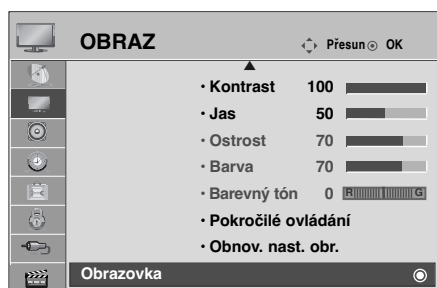 OBRAZ
Přesun OK
• Kontrast 100
• Jas 50
• Ostrost 70
• Barva 70
• Barevný tón 0 R G
• Pokročilé ovládání
• Obnov. nast. obr.
Obrazovka